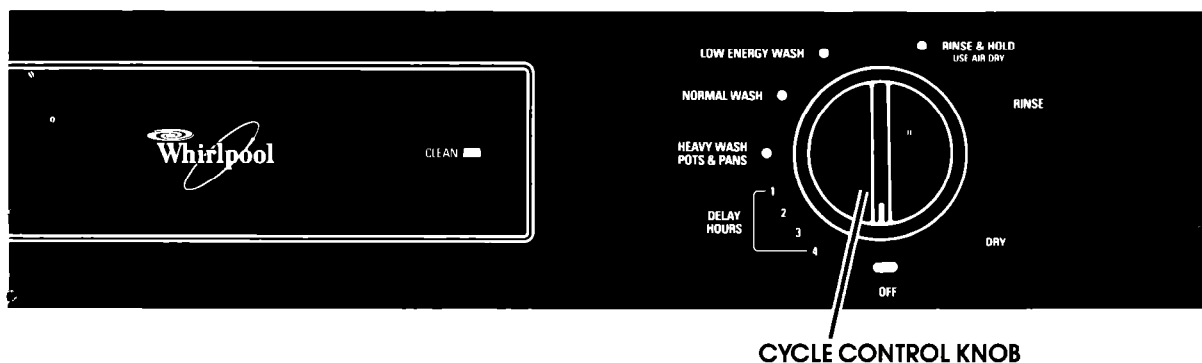 Whirlpool
CLEAN
LOW ENERGY WASH
NORMAL WASH
HEAVY WASH
POTS & PANS
DELAY
HOURS
1
2
3
4
RINSE & HOLD
USE AIR DRY
RINSE
DRY
OFF
CYCLE CONTROL KNOB